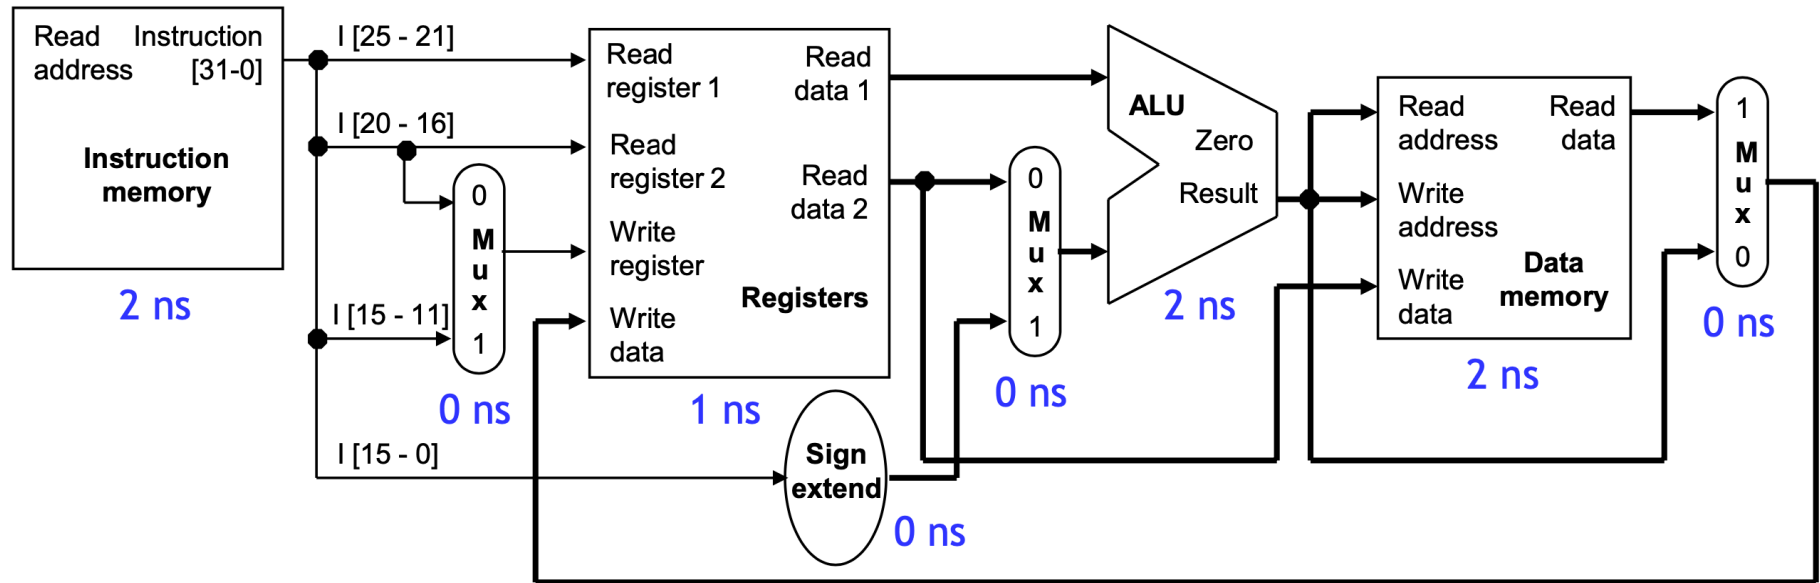 Read Instruction
address [31-0]
Instruction
memory
2 ns
I [25 - 21]
I [20 - 16]
I [15 - 11]
I [15 - 0]
0
M
u
x
1
0 ns
Read
register 1
Read
data 1
Read
register 2
Read
data 2
Write
register
Write
data
Registers
1 ns
Sign
extend
0 ns
0
M
u
x
1
0 ns
ALU
Zero
Result
2 ns
Read
address
Read
data
Write
address
Write
data
Data
memory
2 ns
1
M
u
x
0
0 ns